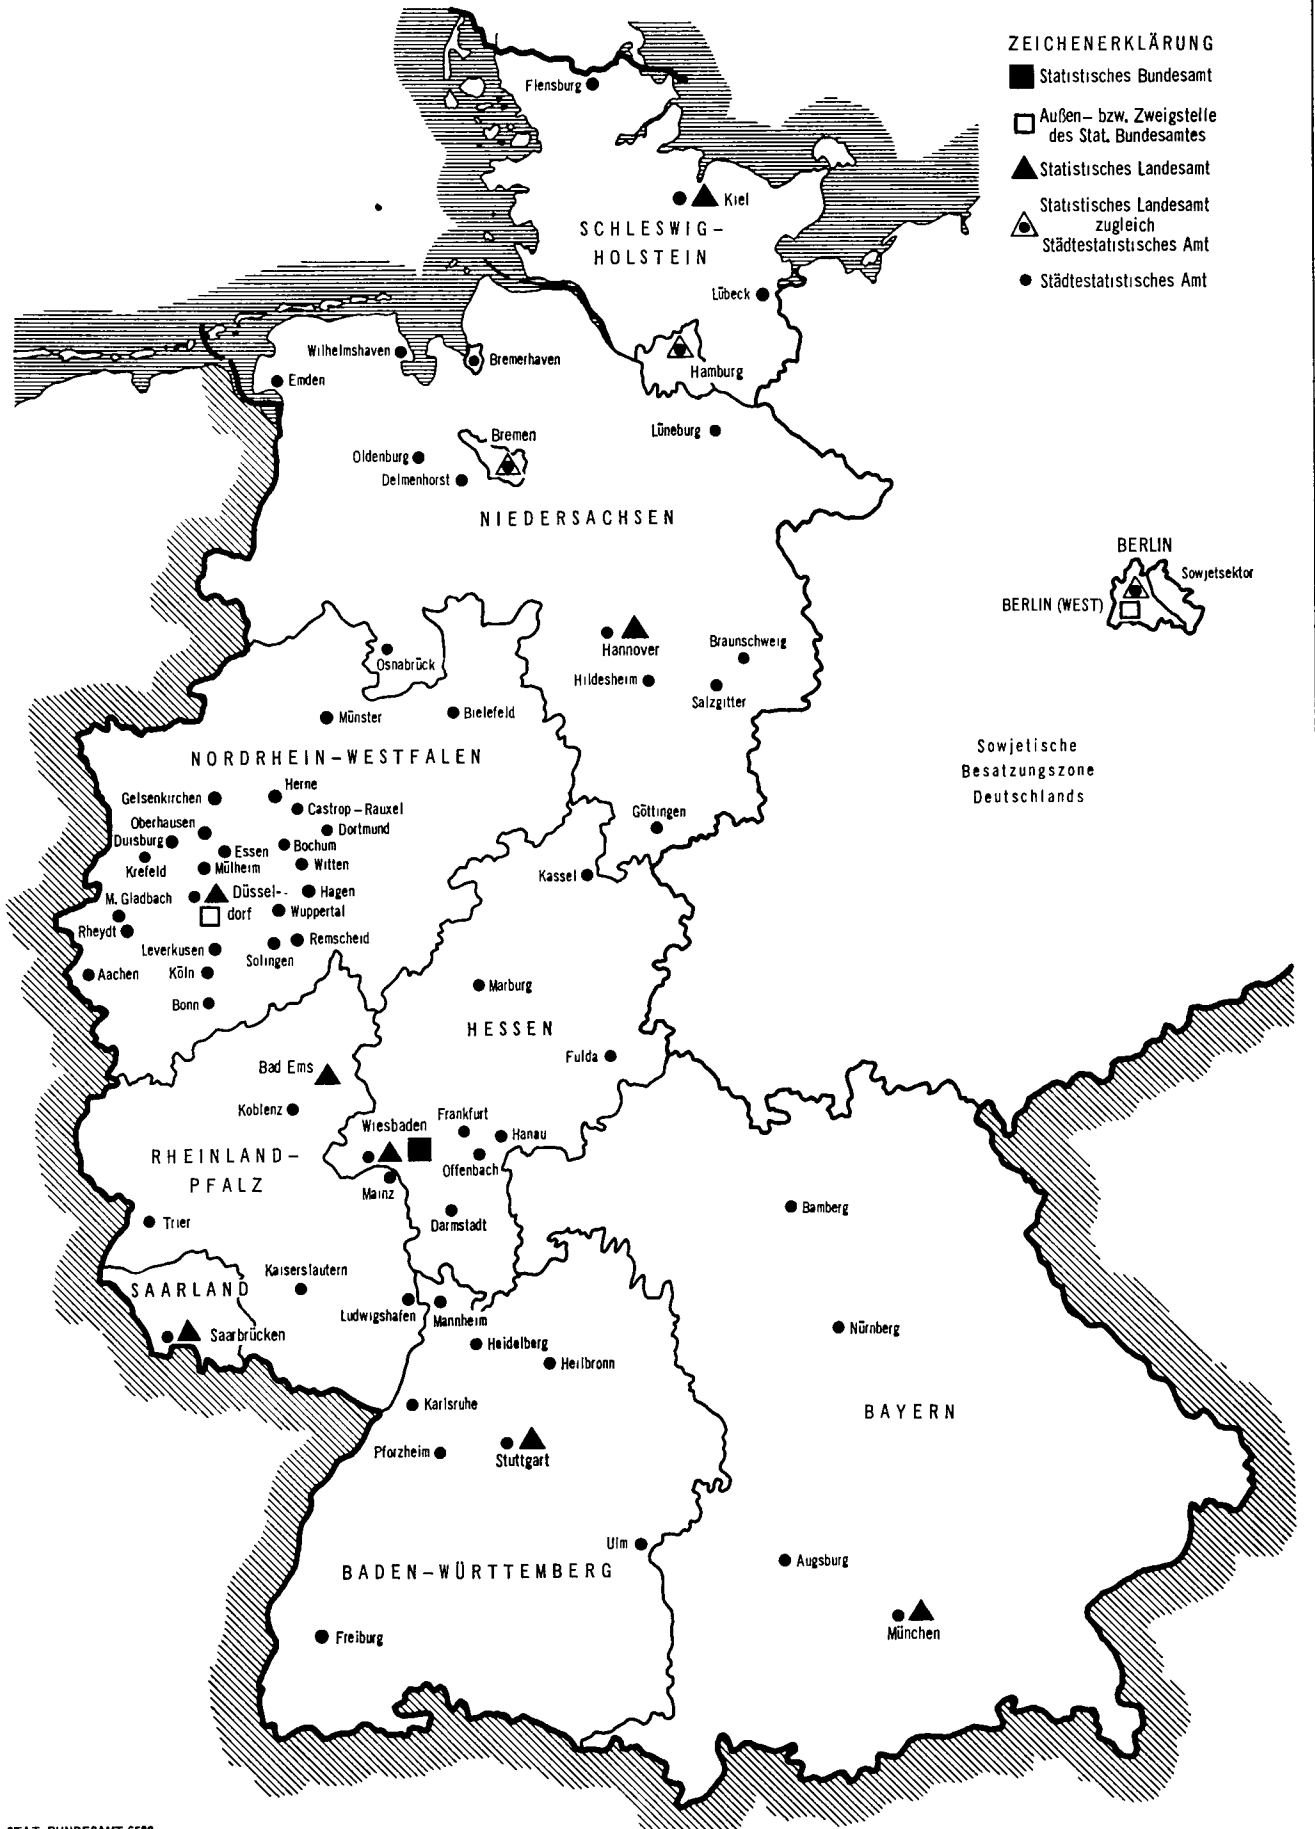 ZEICHENERKLÄRUNG
Statistisches Bundesamt
Außen- bzw. Zweigstelle
des Stat. Bundesamtes
Statistisches Landesamt
Statistisches Landesamt
zugleich
Städtestatistisches Amt
Städtestatistisches Amt
Flensburg
Kiel
SCHLESWIG-
HOLSTEIN
Lübeck
Wilhelmshaven
Bremerhaven
Hamburg
Emden
Lüneburg
Bremen
Oldenburg
Delmenhorst
NIEDERSACHSEN
BERLIN
Sowjetsektor
BERLIN (WEST)
Hannover
Braunschweig
Osnabrück
Hildesheim
Salzgitter
Münster
Bielefeld
Sowjetische
Besatzungszone
Deutschlands
NORDRHEIN-WESTFALEN
Herne
Gelsenkirchen
Castrop-Rauxel
Göttingen
Oberhausen
Dortmund
Duisburg
Bochum
Essen
Krefeld
Mülheim
Witten
Kassel
M. Gladbach
Düssel-
dorf
Hagen
Wuppertal
Rheydt
Remscheid
Leverkusen
Solingen
Aachen
Köln
Marburg
Bonn
HESSEN
Fulda
Bad Ems
Koblenz
Frankfurt
Wiesbaden
Hanau
RHEINLAND-
PFALZ
Offenbach
Mainz
Bamberg
Trier
Darmstadt
Kaiserslautern
SAARLAND
Ludwigshafen
Mannheim
Nürnberg
Saarbrücken
Heidelberg
Heilbronn
Karlsruhe
BAYERN
Pforzheim
Stuttgart
Ulm
Augsburg
BADEN-WÜRTTEMBERG
München
Freiburg
STAT. BUNDESAMT